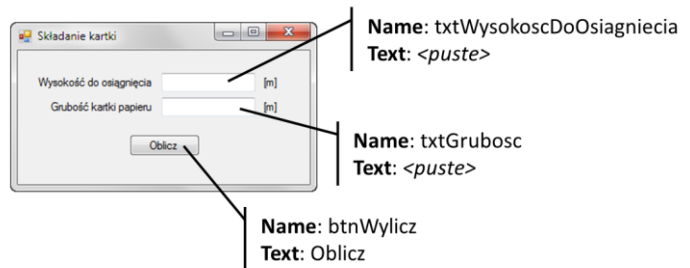 Składanie kartki
Wysokość do osiągnięcia [m]
Grubość kartki papieru [m]
Oblicz
Name: txtWysokoscDoOsiagniecia
Text: <puste>
Name: txtGrubosc
Text: <puste>
Name: btnWylicz
Text: Oblicz